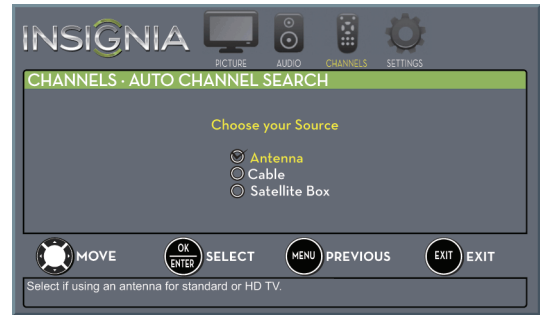 INSIGNIA
PICTURE AUDIO CHANNELS SETTINGS
CHANNELS · AUTO CHANNEL SEARCH
Choose your Source
Antenna
Cable
Satellite Box
MOVE OK ENTER SELECT MENU PREVIOUS EXIT EXIT
Select if using an antenna for standard or HD TV.